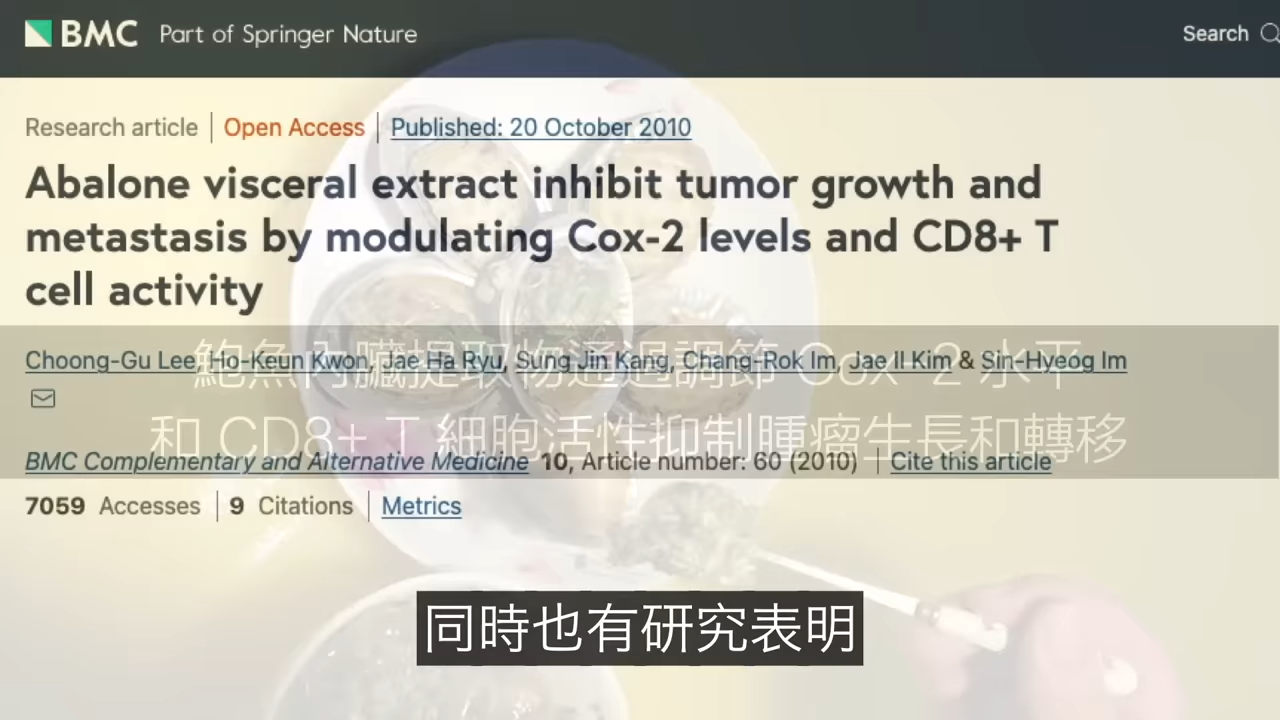 BMC Part of Springer Nature
Search
Research article | Open Access | Published: 20 October 2010
Abalone visceral extract inhibit tumor growth and
metastasis by modulating Cox-2 levels and CD8+ T
cell activity
Choong-Gu Lee, Ho-Keun Kwon, Jae Ha Ryu, Sung Jin Kang, Chang-Rok Im, Jae Il Kim & Sin-Hyeog Im
鮑魚內臟提取物通過調節 Cox-2 水平
和 CD8+ T 細胞活性抑制腫瘤生長和轉移
BMC Complementary and Alternative Medicine 10, Article number: 60 (2010) | Cite this article
7059 Accesses | 9 Citations | Metrics
同時也有研究表明